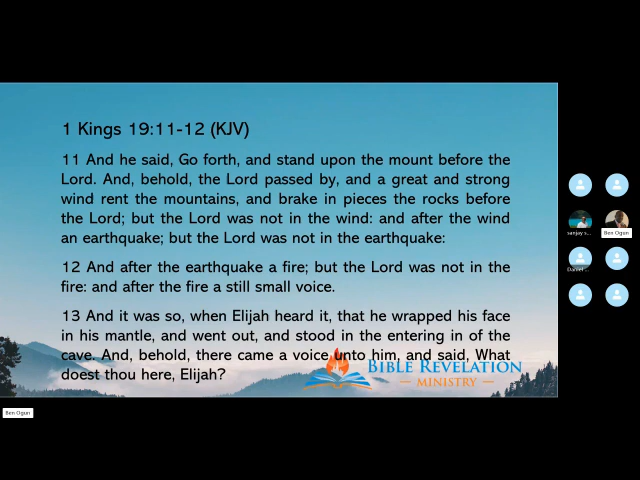 1 Kings 19:11-12 (KJV)
11 And he said, Go forth, and stand upon the mount before the
Lord. And, behold, the Lord passed by, and a great and strong
wind rent the mountains, and brake in pieces the rocks before
the Lord; but the Lord was not in the wind: and after the wind
an earthquake; but the Lord was not in the earthquake:
12 And after the earthquake a fire; but the Lord was not in the
fire: and after the fire a still small voice.
13 And it was so, when Elijah heard it, that he wrapped his face
in his mantle, and went out, and stood in the entering in of the
cave. And, behold, there came a voice unto him, and said, What
doest thou here, Elijah?
BIBLE REVELATION
MINISTRY
sanjay s...
Ben Ogun
Daniel ...
Ben Ogun